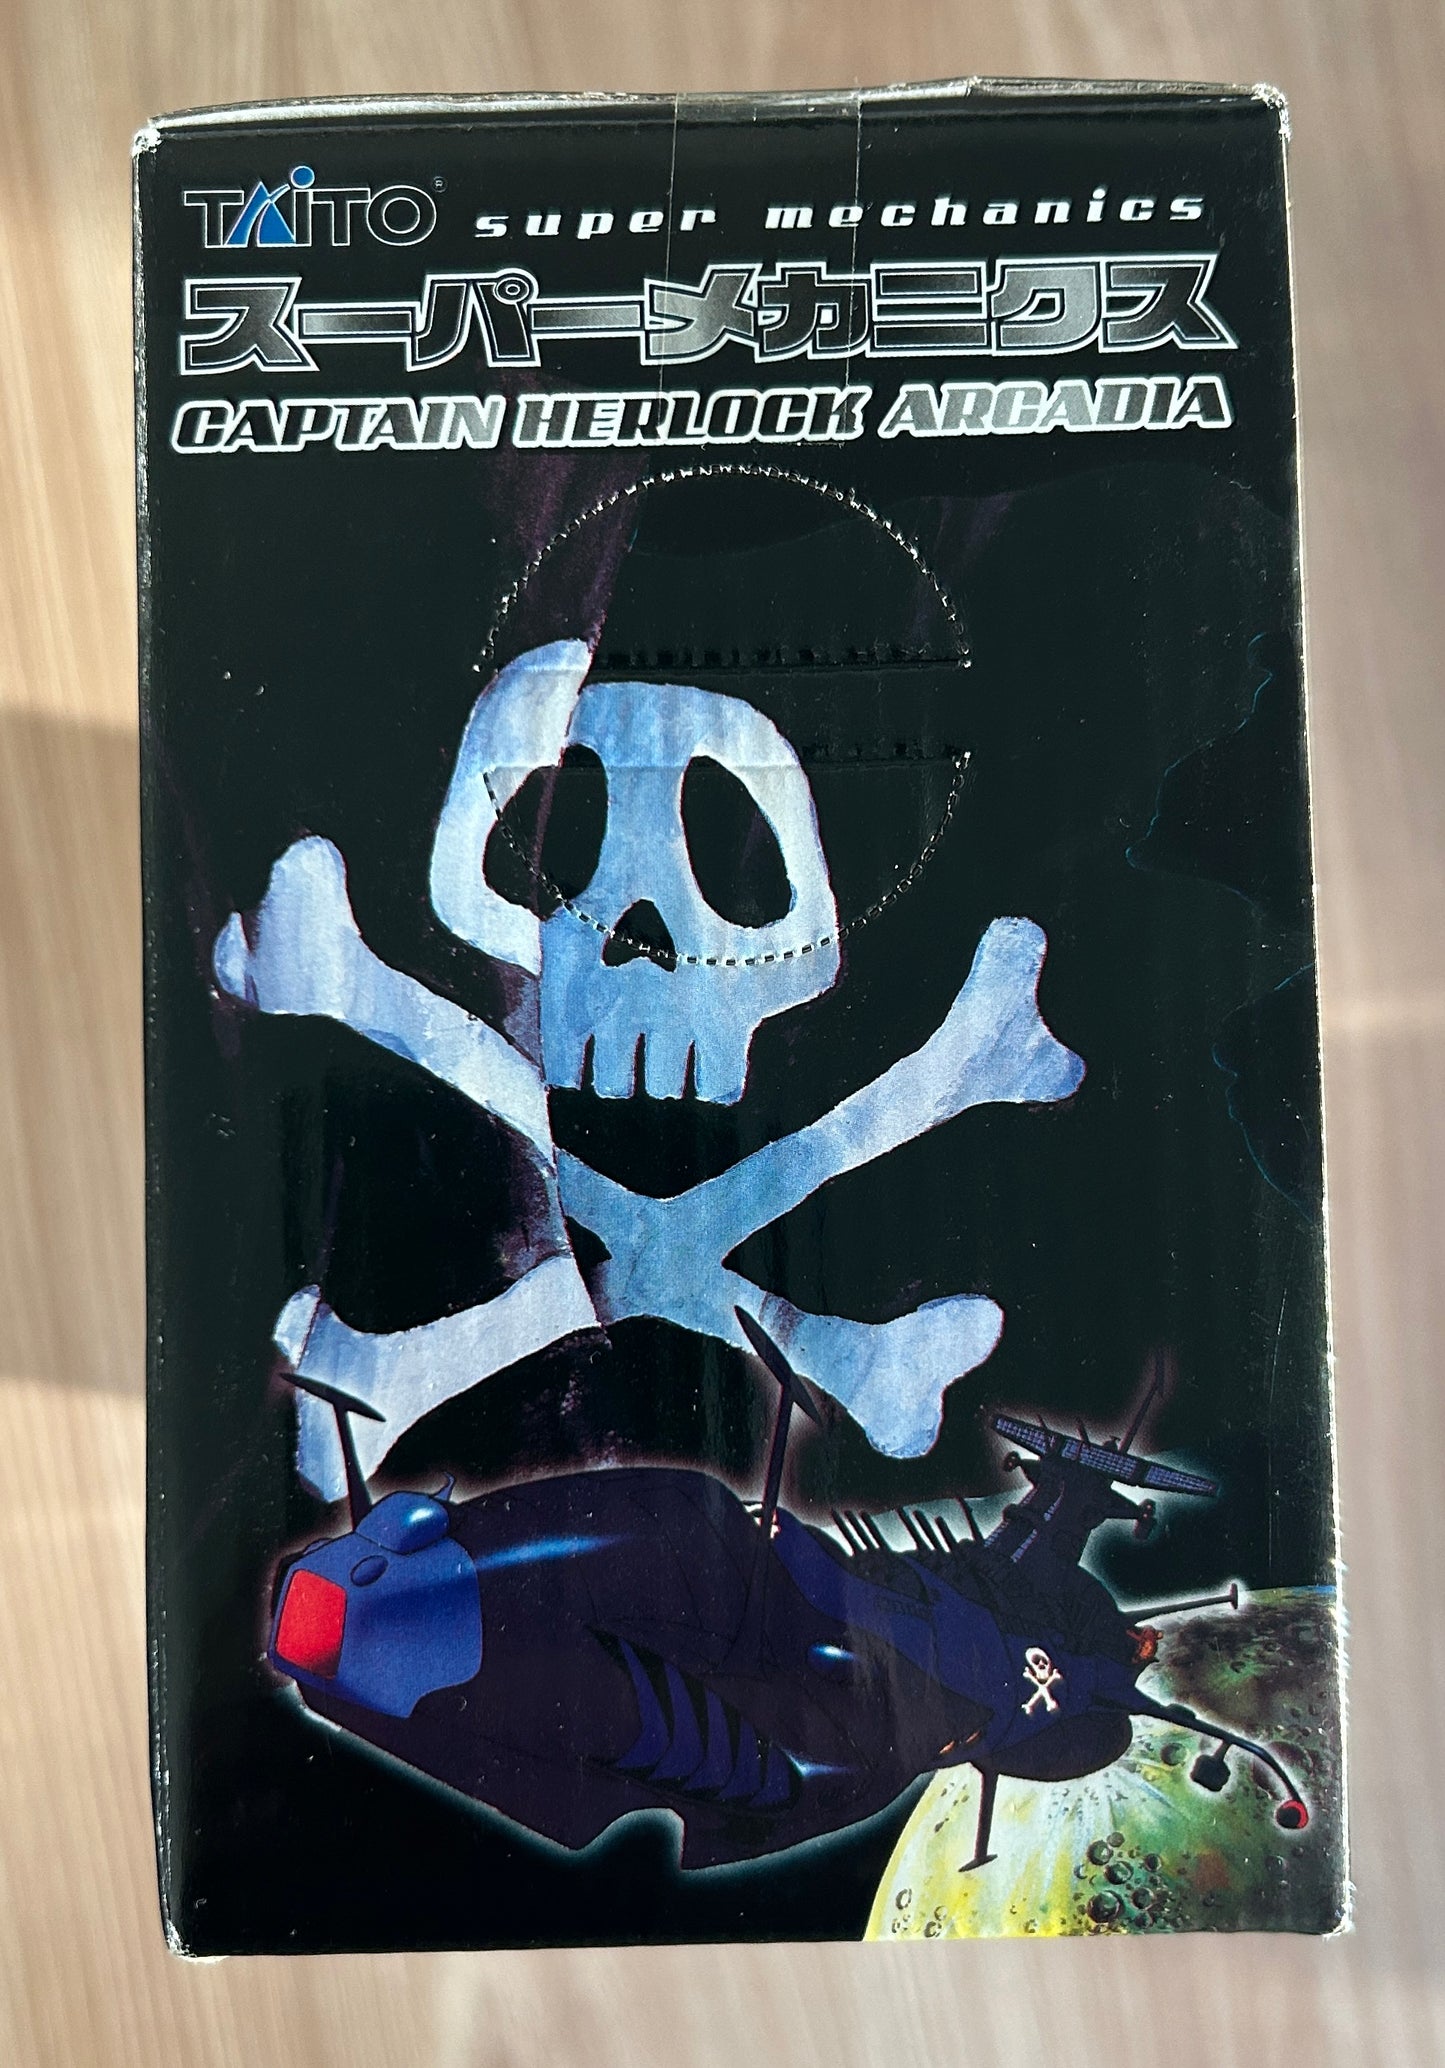 TAITO® super mechanics
スーパーメカニクス
CAPTAIN HERLOCK ARCADIA